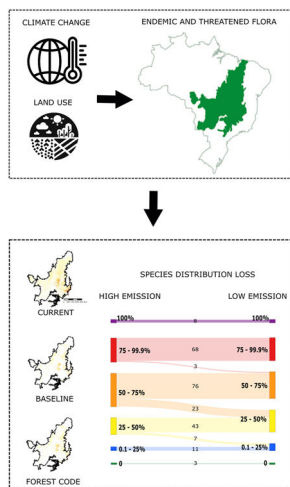 CLIMATE CHANGE
ENDEMIC AND THREATENED FLORA
LAND USE
SPECIES DISTRIBUTION LOSS
HIGH EMISSION
LOW EMISSION
CURRENT
100%
8
100%
75 - 99.9%
68
75 - 99.9%
3
50 - 75%
76
50 - 75%
BASELINE
23
25 - 50%
25 - 50%
43
7
0.1 - 25%
11
0.1 - 25%
0
3
0
FOREST CODE